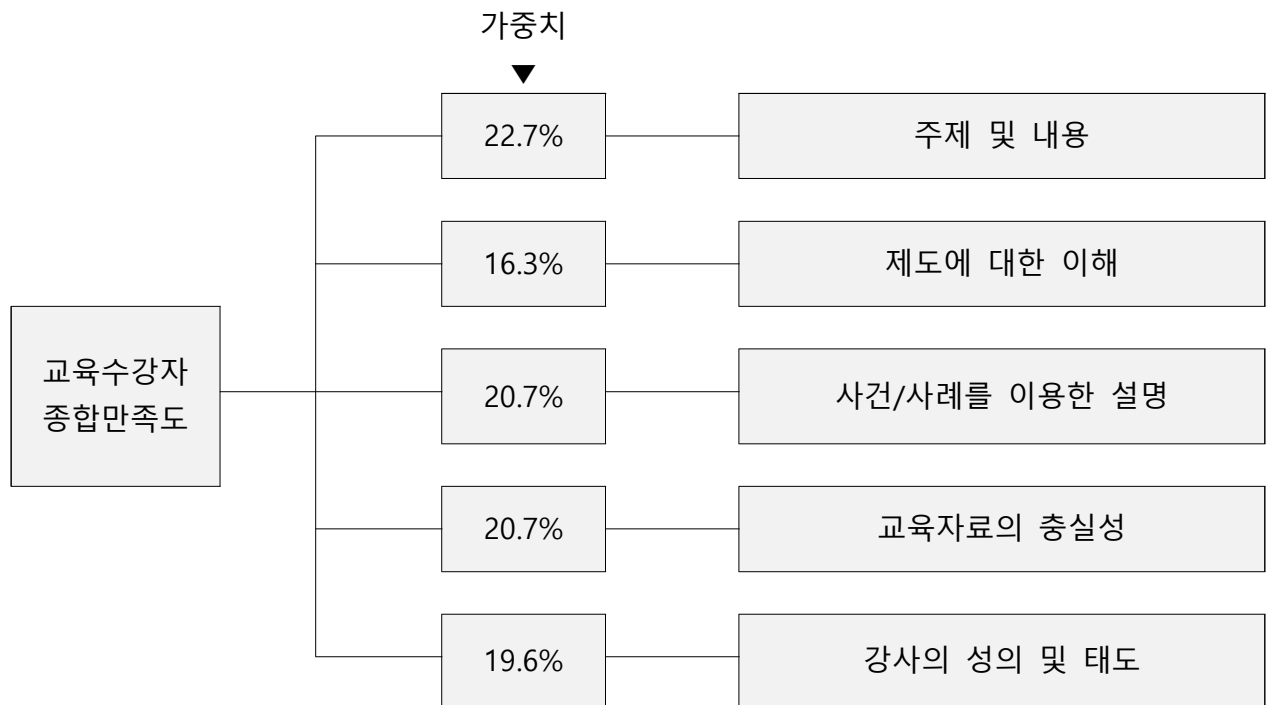 가중치
▼
22.7%
주제 및 내용
16.3%
제도에 대한 이해
교육수강자
종합만족도
20.7%
사건/사례를 이용한 설명
20.7%
교육자료의 충실성
19.6%
강사의 성의 및 태도